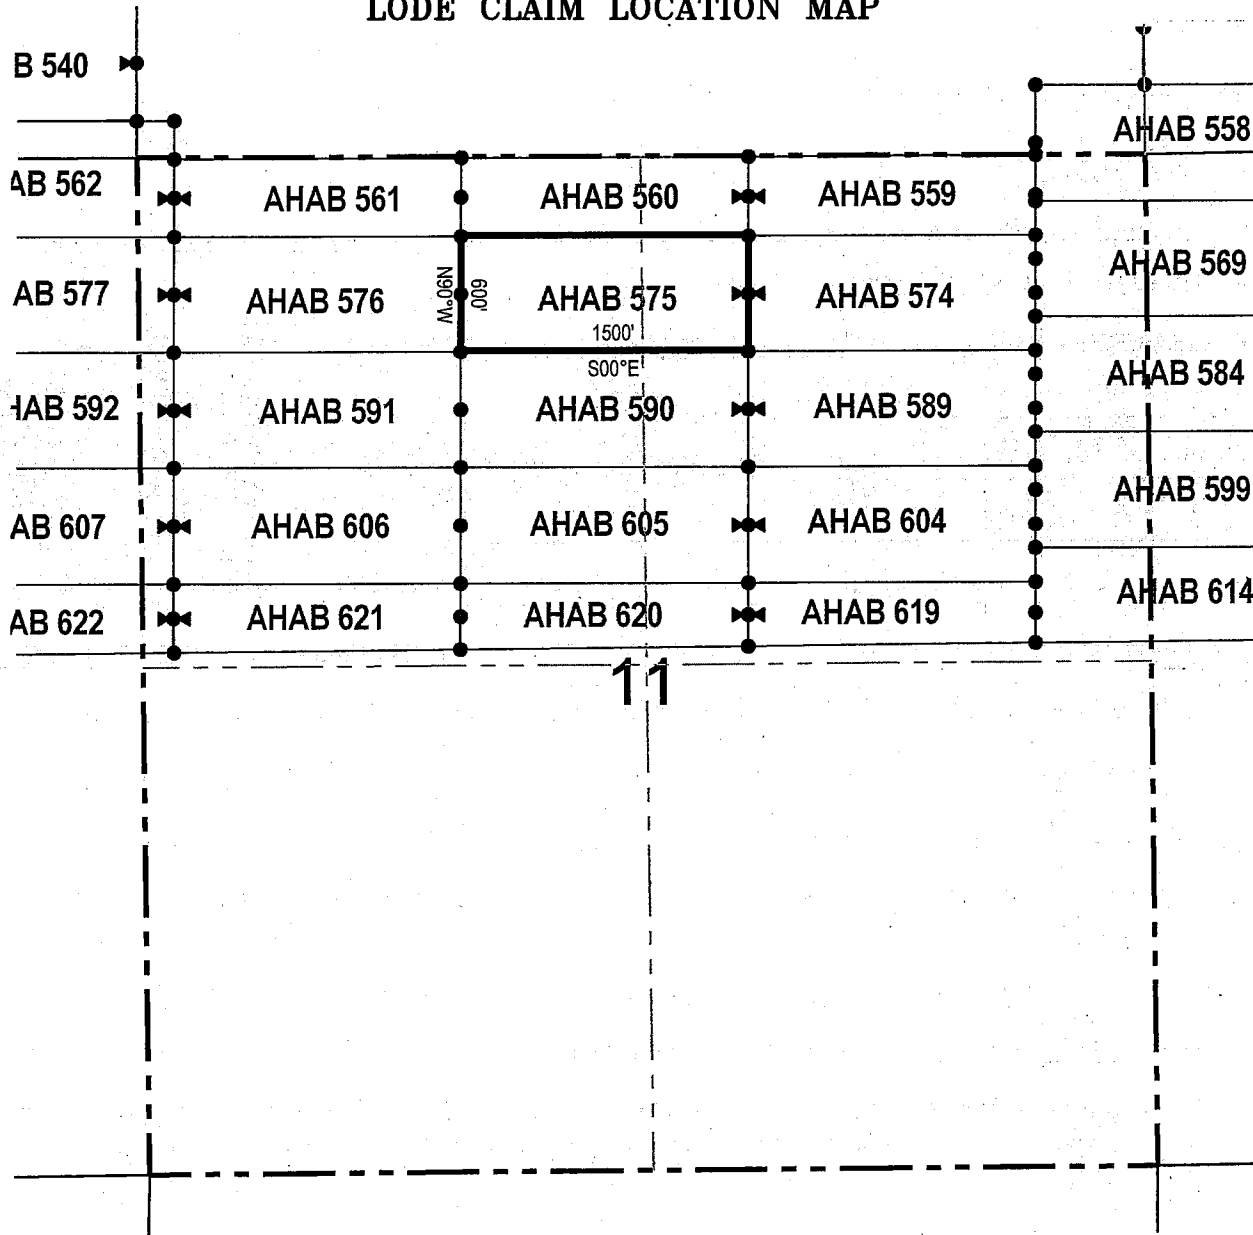 LODE CLAIM LOCATION MAP
B 540
AHAB 558
AB 562
AHAB 561
AHAB 560
AHAB 559
AHAB 569
AB 577
AHAB 576
N90°W
600'
AHAB 575
AHAB 574
1500'
S00°E
AHAB 584
HAB 592
AHAB 591
AHAB 590
AHAB 589
AHAB 599
AB 607
AHAB 606
AHAB 605
AHAB 604
AHAB 614
AB 622
AHAB 621
AHAB 620
AHAB 619
11